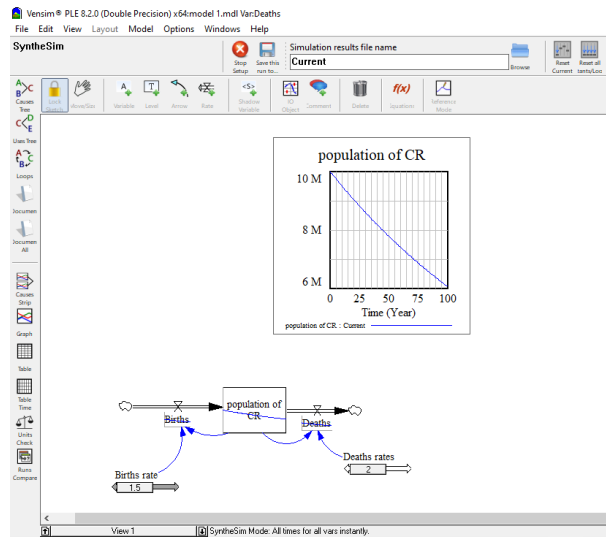 Vensim® PLE 8.2.0 (Double Precision) x64:model 1.mdl Var:Deaths
File Edit View Layout Model Options Windows Help
SyntheSim
Stop Setup
Save this run to...
Simulation results file name
Current
Browse
Reset Current
Reset all
Causes Tree
Lock Sketch
Move/Size
Variable
Level
Arrow
Rate
Shadow Variable
IO Object
Comment
Delete
Equations
Reference Mode
Uses Tree
Loops
Documen
Documen All
Causes Strip
Graph
Table
Table Time
Units Check
Runs Compare
population of CR
10 M
8 M
6 M
0 25 50 75 100
Time (Year)
population of CR : Current
population of CR
Births
Deaths
Births rate
1.5
Deaths rates
2
View 1
SyntheSim Mode: All times for all vars instantly.